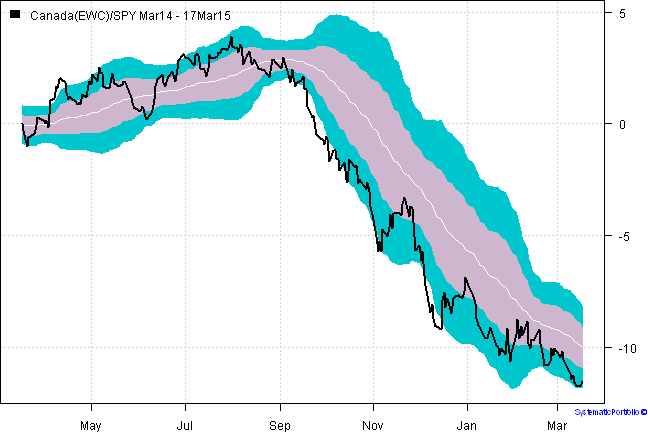 Canada(EWC)/SPY Mar14 - 17Mar15
5
0
-5
-10
May Jul Sep Nov Jan Mar
SystematicPortfolio ©